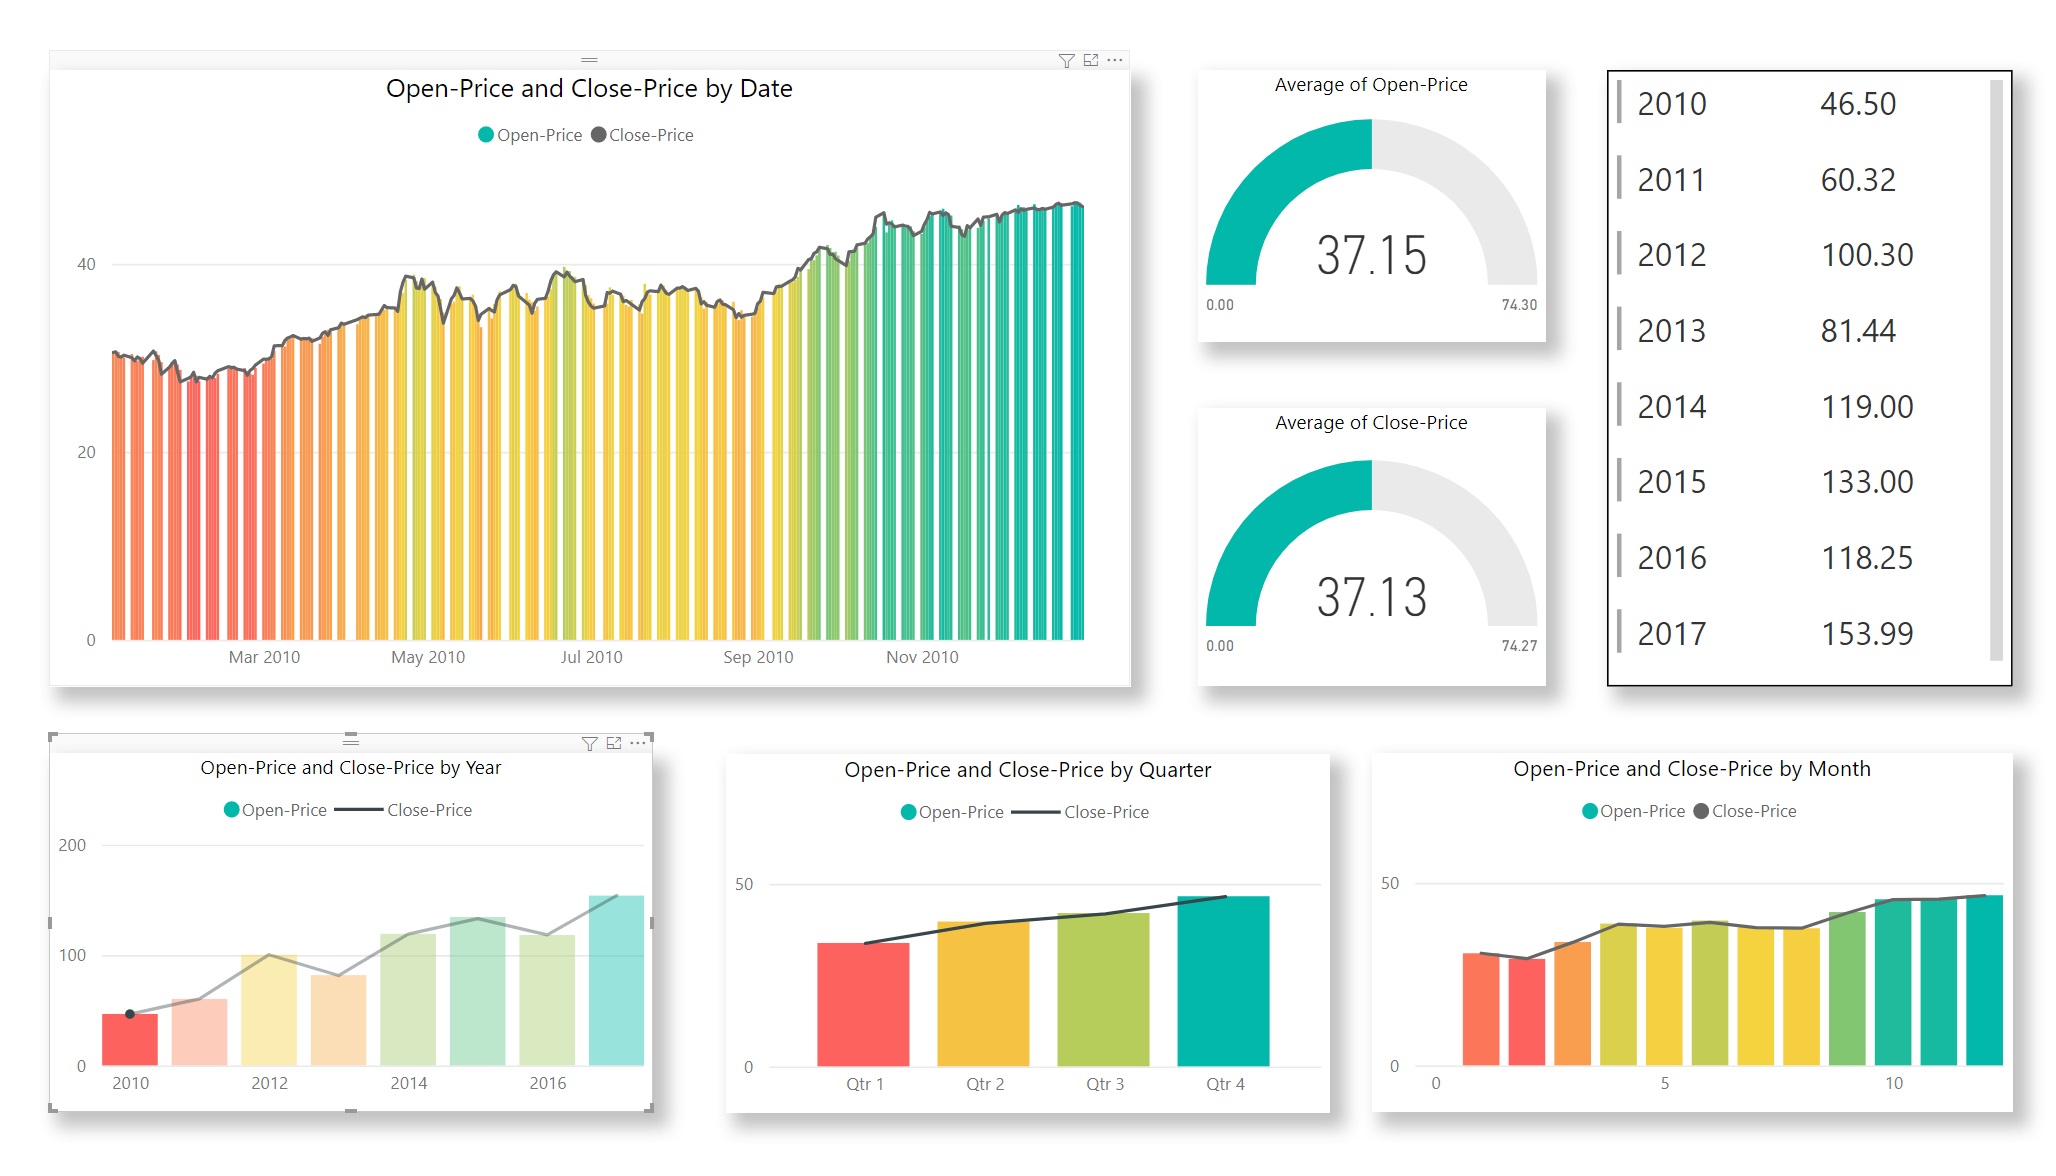 Open-Price and Close-Price by Date
Open-Price Close-Price
40
20
0
Mar 2010 May 2010 Jul 2010 Sep 2010 Nov 2010
Average of Open-Price
37.15
0.00 74.30
Average of Close-Price
37.13
0.00 74.27
2010 46.50
2011 60.32
2012 100.30
2013 81.44
2014 119.00
2015 133.00
2016 118.25
2017 153.99
Open-Price and Close-Price by Year
Open-Price Close-Price
200
100
0
2010 2012 2014 2016
Open-Price and Close-Price by Quarter
Open-Price Close-Price
50
0
Qtr 1 Qtr 2 Qtr 3 Qtr 4
Open-Price and Close-Price by Month
Open-Price Close-Price
50
0
0 5 10